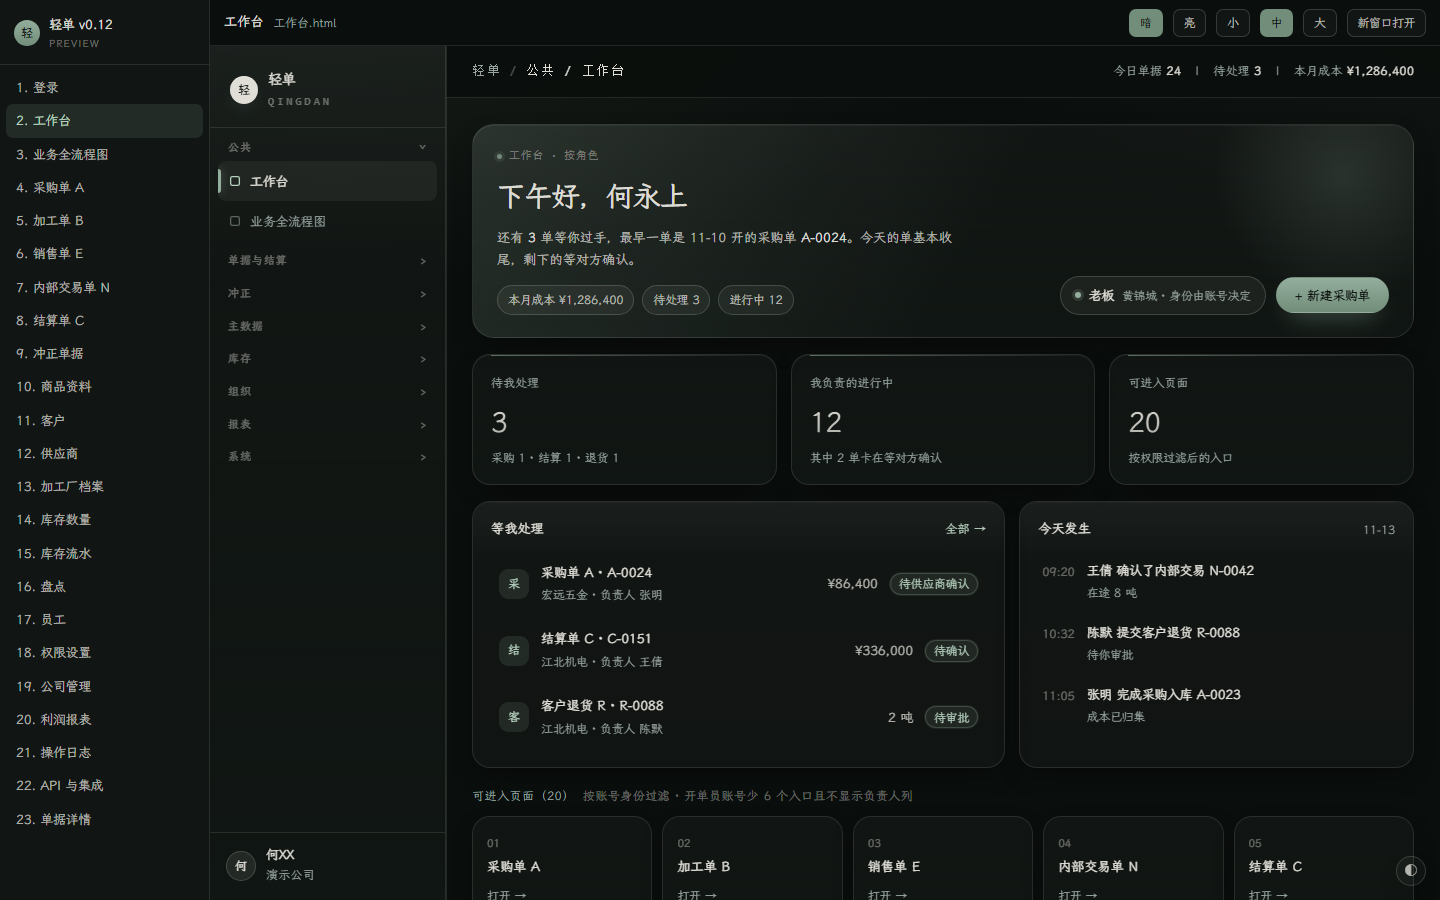 轻
轻单 v0.12
PREVIEW
1. 登录
2. 工作台
3. 业务全流程图
4. 采购单 A
5. 加工单 B
6. 销售单 E
7. 内部交易单 N
8. 结算单 C
9. 冲正单据
10. 商品资料
11. 客户
12. 供应商
13. 加工厂档案
14. 库存数量
15. 库存流水
16. 盘点
17. 员工
18. 权限设置
19. 公司管理
20. 利润报表
21. 操作日志
22. API 与集成
23. 单据详情
工作台 工作台.html
暗 亮 小 中 大 新窗口打开
轻
轻单
QINGDAN
公共
工作台
业务全流程图
单据与结算 >
冲正 >
主数据 >
库存 >
组织 >
报表 >
系统 >
何
何XX
演示公司
轻单 / 公共 / 工作台
今日单据 24 | 待处理 3 | 本月成本 ¥1,286,400
工作台 · 按角色
下午好，何永上
还有 3 单等你过手，最早一单是 11-10 开的采购单 A-0024。今天的单基本收
尾，剩下的等对方确认。
本月成本 ¥1,286,400 待处理 3 进行中 12
老板 黄锦城·身份由账号决定
+ 新建采购单
待我处理
3
采购 1·结算 1·退货 1
我负责的进行中
12
其中 2 单卡在等对方确认
可进入页面
20
按权限过滤后的入口
等我处理 全部 →
采
采购单 A·A-0024
宏远五金·负责人 张明
¥86,400 待供应商确认
结
结算单 C·C-0151
江北机电·负责人 王倩
¥336,000 待确认
客
客户退货 R·R-0088
江北机电·负责人 陈默
2 吨 待审批
今天发生 11-13
09:20 王倩 确认了内部交易 N-0042
在途 8 吨
10:32 陈默 提交客户退货 R-0088
待你审批
11:05 张明 完成采购入库 A-0023
成本已归集
可进入页面（20） 按账号身份过滤·开单员账号少 6 个入口且不显示负责人列
01
采购单 A
打开 →
02
加工单 B
打开 →
03
销售单 E
打开 →
04
内部交易单 N
打开 →
05
结算单 C
打开 →